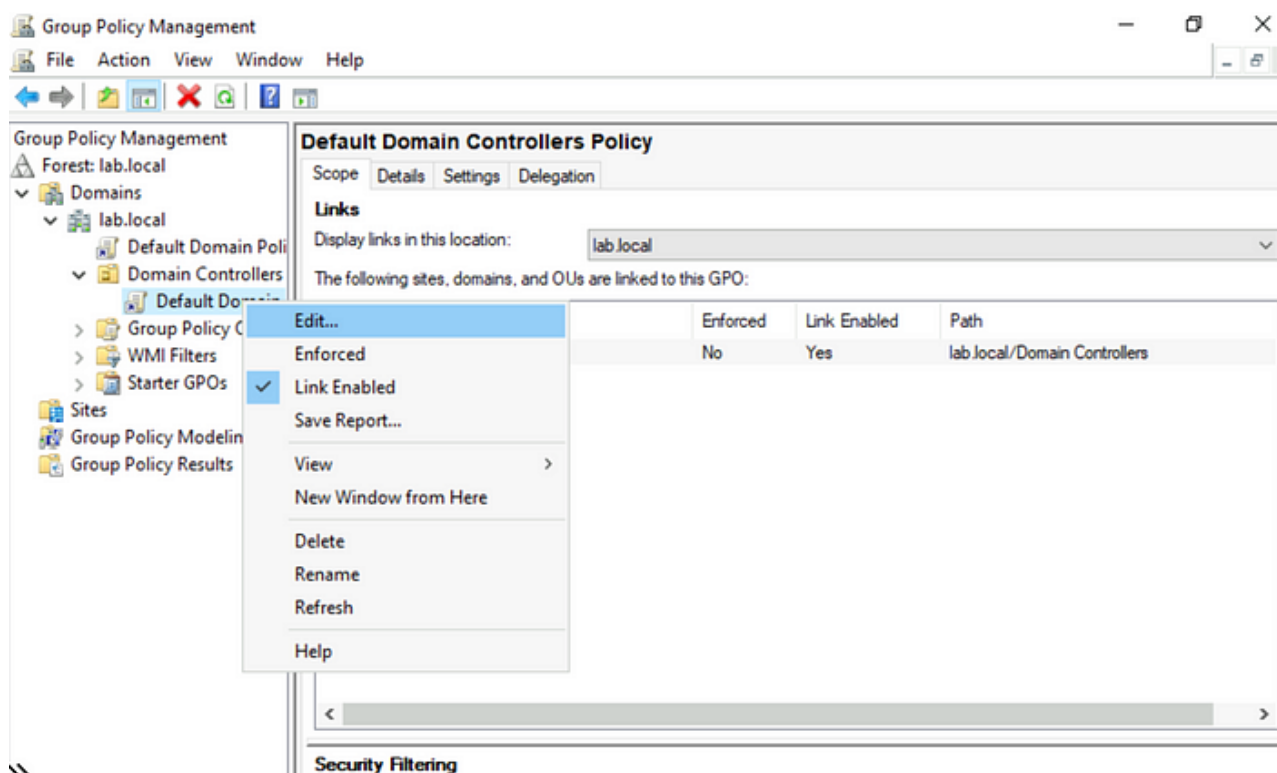 Group Policy Management
File Action View Window Help
Group Policy Management
Forest: lab.local
Domains
lab.local
Default Domain Poli
Domain Controllers
Default Domain
Group Policy C
WMI Filters
Starter GPOs
Sites
Group Policy Modelin
Group Policy Results
Edit...
Enforced
Link Enabled
Save Report...
View
New Window from Here
Delete
Rename
Refresh
Help
Default Domain Controllers Policy
Scope Details Settings Delegation
Links
Display links in this location: lab.local
The following sites, domains, and OUs are linked to this GPO:
Enforced Link Enabled Path
No Yes lab.local/Domain Controllers
Security Filtering